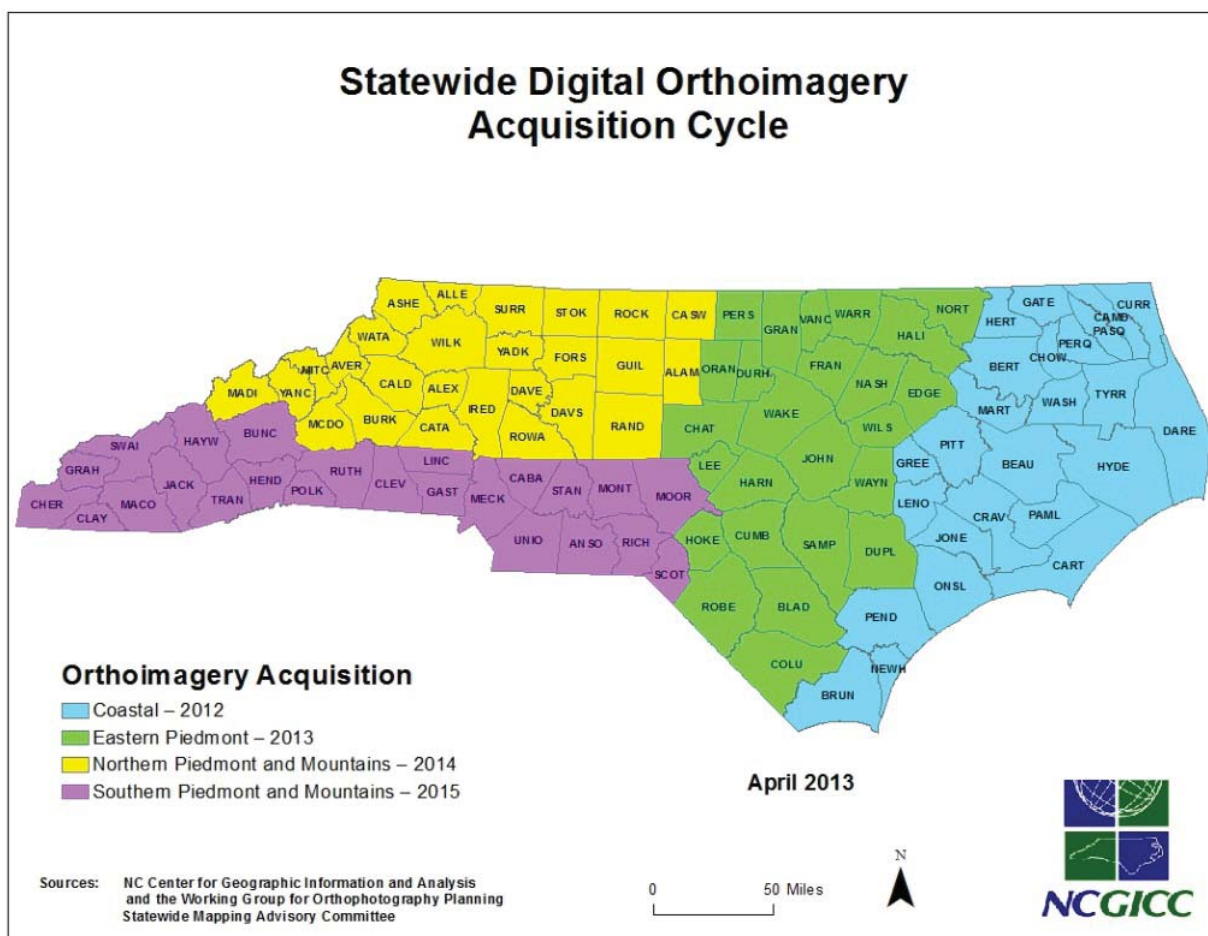 Statewide Digital Orthoimagery
Acquisition Cycle
ASHE
ALLE
SURR
STOK
ROCK
CASW
PERS
GRAN
VANC
WARR
NORT
HERT
GATE
CAMD
CURR
PASQ
PERQ
CHOW
WATA
WILK
YADK
FORS
GUIL
ALAM
ORAN
DURH
FRAN
HALI
BERT
MADI
YANC
MITC
AVER
CALD
ALEX
IRED
DAVE
DAVS
RAND
CHAT
WAKE
NASH
EDGE
MART
WASH
TYRR
DARE
MCDO
BURK
CATA
ROWA
WILS
PITT
BEAU
HYDE
SWAI
HAYW
BUNC
RUTH
LINC
CABA
STAN
MONT
MOOR
LEE
HARN
JOHN
WAYN
GREE
LENO
CRAV
PAML
GRAH
JACK
HEND
POLK
CLEV
GAST
MECK
CHER
CLAY
MACO
TRAN
UNIO
ANSO
RICH
SCOT
HOKE
CUMB
SAMP
DUPL
JONE
ONSL
CART
ROBE
BLAD
PEND
COLU
BRUN
NEWH
Orthoimagery Acquisition
Coastal – 2012
Eastern Piedmont – 2013
Northern Piedmont and Mountains – 2014
Southern Piedmont and Mountains – 2015
April 2013
Sources: NC Center for Geographic Information and Analysis
and the Working Group for Orthophotography Planning
Statewide Mapping Advisory Committee
0 50 Miles
N
NCGICC